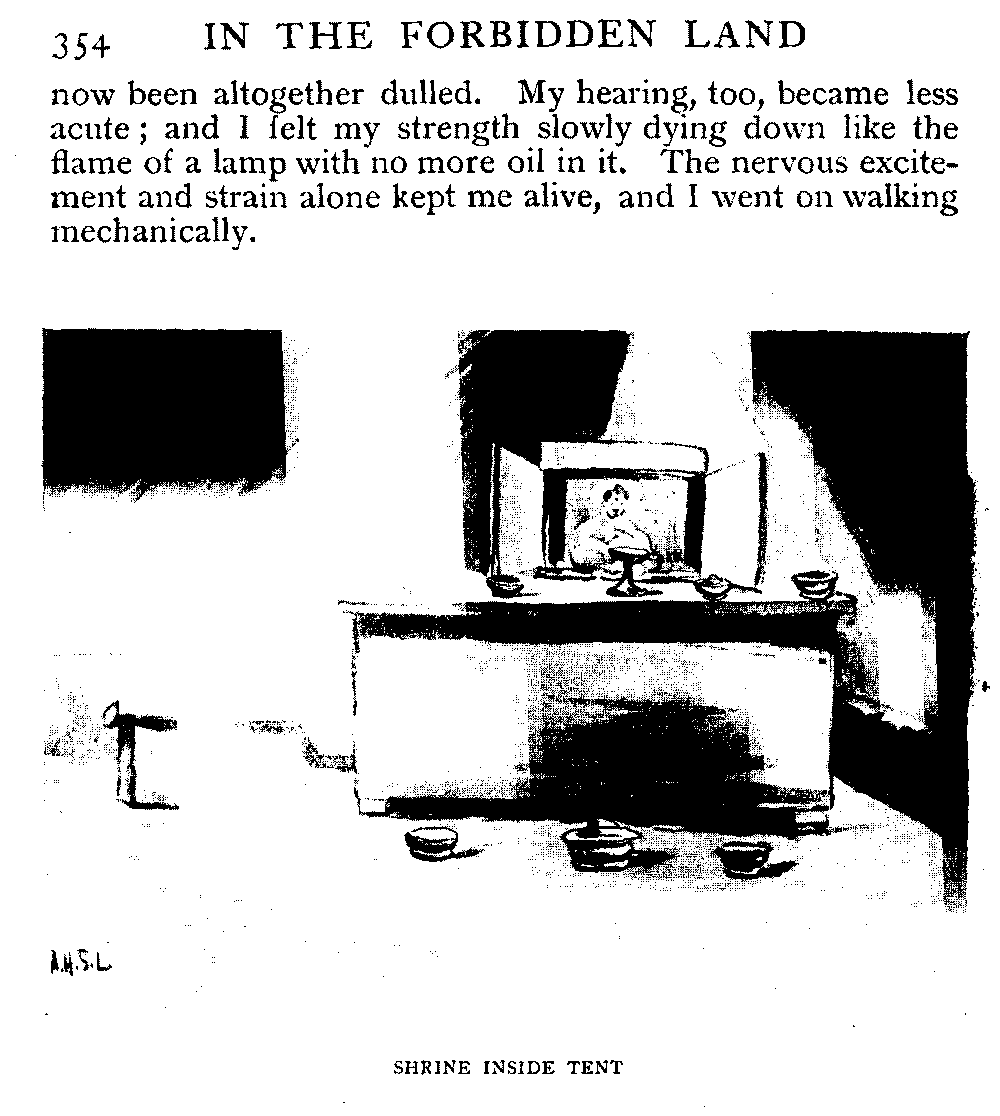 354 IN THE FORBIDDEN LAND
now been altogether dulled. My hearing, too, became less
acute ; and I felt my strength slowly dying down like the
flame of a lamp with no more oil in it. The nervous excite-
ment and strain alone kept me alive, and I went on walking
mechanically.
A.H.S.L.
SHRINE INSIDE TENT